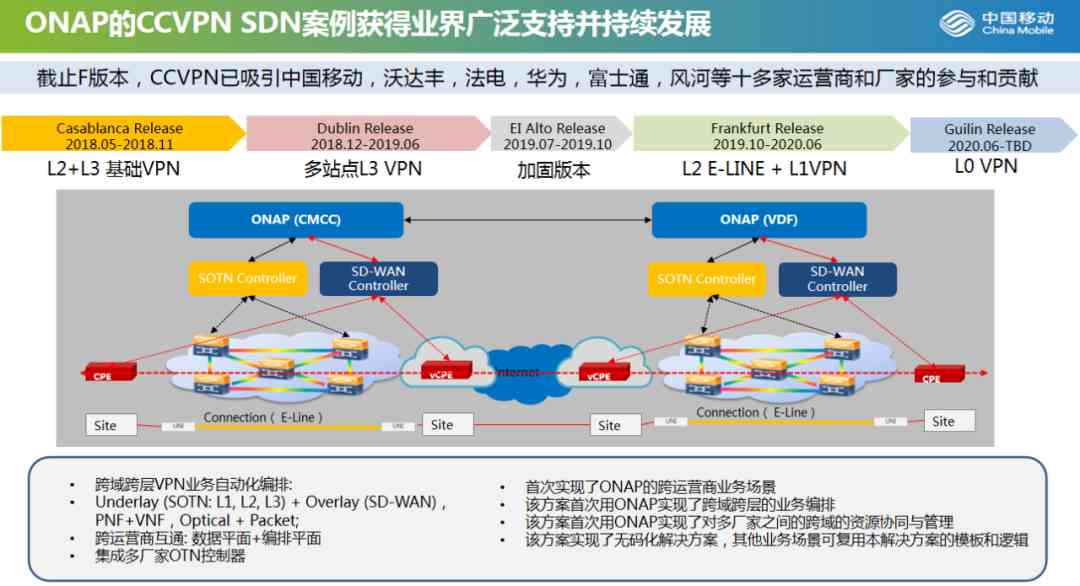 ONAP的CCVPN SDN案例获得业界广泛支持并持续发展
中国移动
China Mobile
截止F版本，CCVPN已吸引中国移动，沃达丰，法电，华为，富士通，风河等十多家运营商和厂家的参与和贡献
Casablanca Release
2018.05-2018.11
Dublin Release
2018.12-2019.06
EI Alto Release
2019.07-2019.10
Frankfurt Release
2019.10-2020.06
Guilin Release
2020.06-TBD
L2+L3 基础VPN
多站点L3 VPN
加固版本
L2 E-LINE + L1VPN
L0 VPN
ONAP (CMCC)
ONAP (VDF)
SOTN Controller
SD-WAN
Controller
SOTN Controller
SD-WAN
Controller
CPE
vCPE
Internet
vCPE
CPE
Site
UNI
Connection（ E-Line）
UNI
Site
Site
UNI
Connection（ E-Line）
UNI
Site
• 跨域跨层VPN业务自动化编排:
• Underlay (SOTN: L1, L2, L3) + Overlay (SD-WAN)，
PNF+VNF，Optical + Packet;
• 跨运营商互通: 数据平面+编排平面
• 集成多厂家OTN控制器
• 首次实现了ONAP的跨运营商业务场景
• 该方案首次用ONAP实现了跨域跨层的业务编排
• 该方案首次用ONAP实现了对多厂家之间的跨域的资源协同与管理
• 该方案实现了无码化解决方案，其他业务场景可复用本解决方案的模板和逻辑